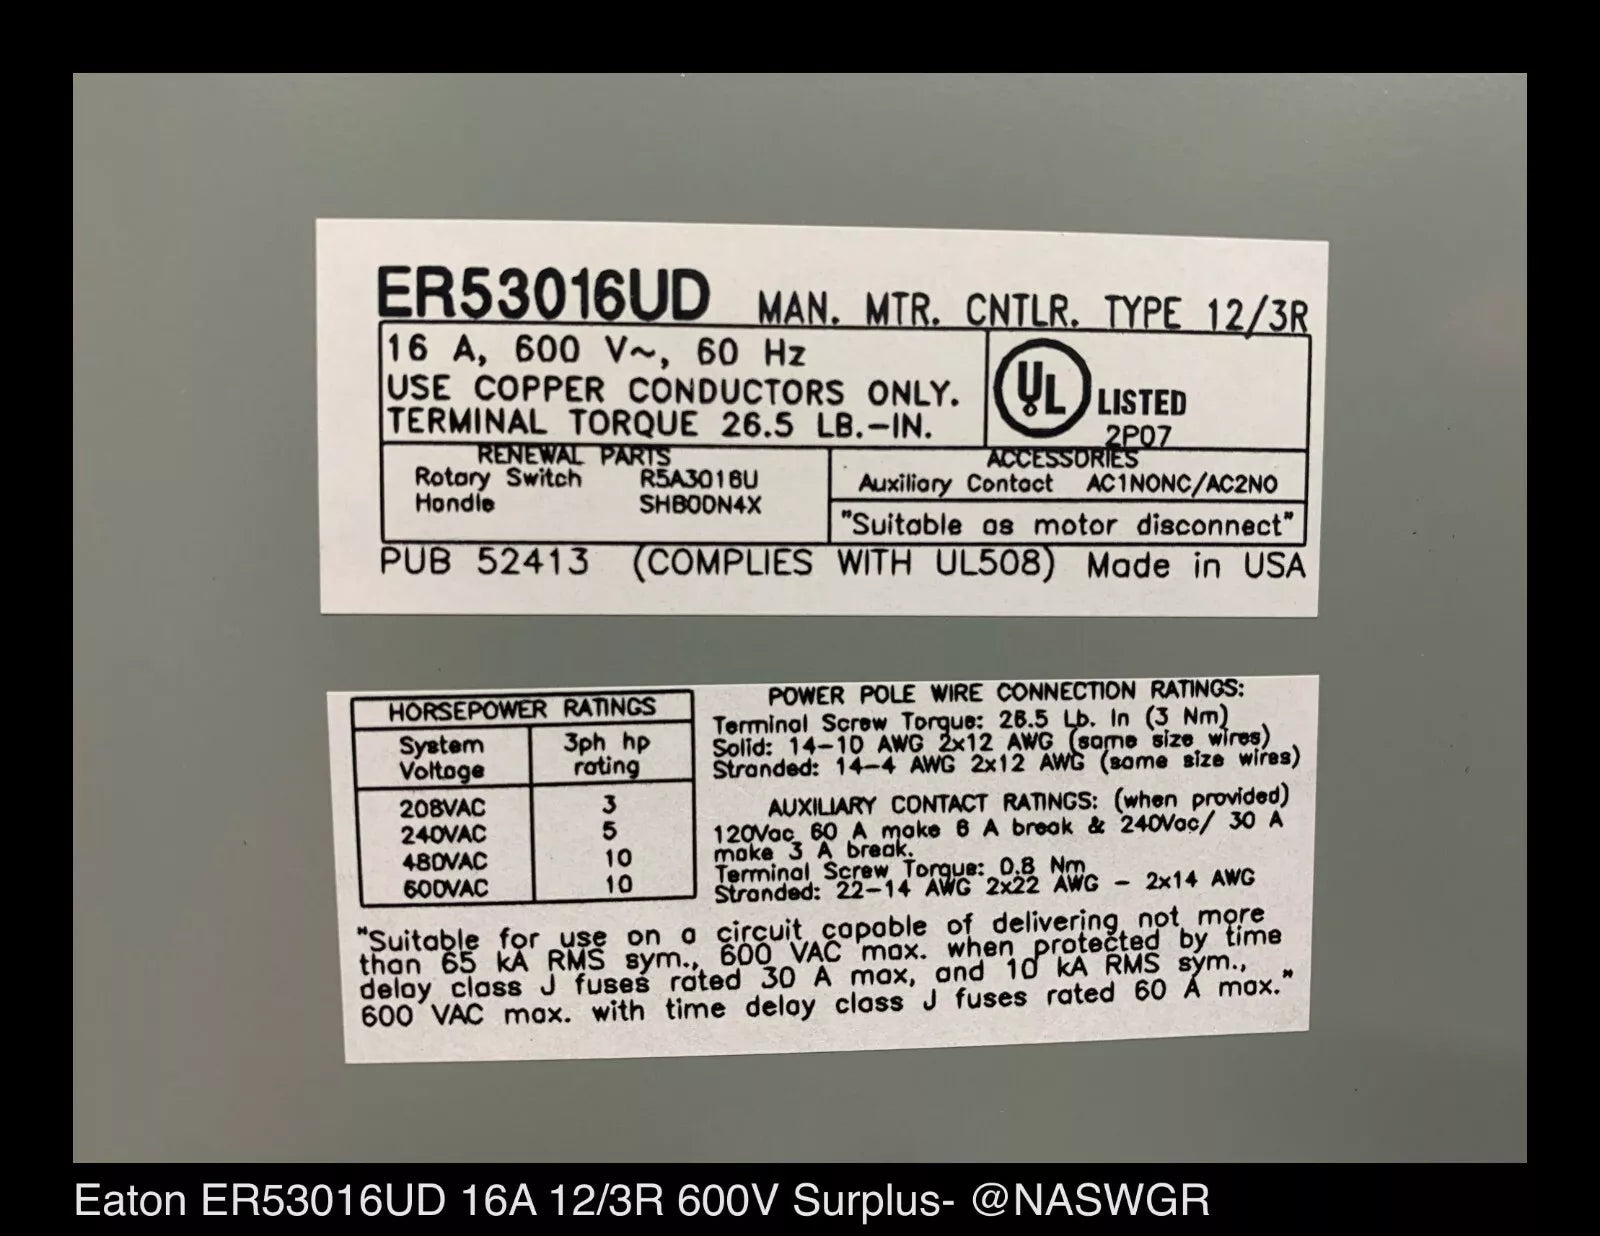 ER53016UD MAN. MTR. CNTLR. TYPE 12/3R
16 A, 600 V~, 60 Hz
USE COPPER CONDUCTORS ONLY.
TERMINAL TORQUE 26.5 LB.-IN.
UL LISTED
2P07
RENEWAL PARTS
Rotary Switch R5A3016U
Handle SHB0DN4X
ACCESSORIES
Auxiliary Contact AC1NONC/AC2NO
"Suitable as motor disconnect"
PUB 52413 (COMPLIES WITH UL508) Made in USA
HORSEPOWER RATINGS
System Voltage 3ph hp rating
208VAC 3
240VAC 5
480VAC 10
600VAC 10
POWER POLE WIRE CONNECTION RATINGS:
Terminal Screw Torque: 26.5 Lb. In (3 Nm)
Solid: 14-10 AWG 2x12 AWG (same size wires)
Stranded: 14-4 AWG 2x12 AWG (same size wires)
AUXILIARY CONTACT RATINGS: (when provided)
120Vac 60 A make 6 A break & 240Vac/ 30 A
make 3 A break.
Terminal Screw Torque: 0.8 Nm
Stranded: 22-14 AWG 2x22 AWG - 2x14 AWG
"Suitable for use on a circuit capable of delivering not more
than 65 kA RMS sym., 600 VAC max. when protected by time
delay class J fuses rated 30 A max, and 10 kA RMS sym.,
600 VAC max. with time delay class J fuses rated 60 A max."
Eaton ER53016UD 16A 12/3R 600V Surplus- @NASWGR